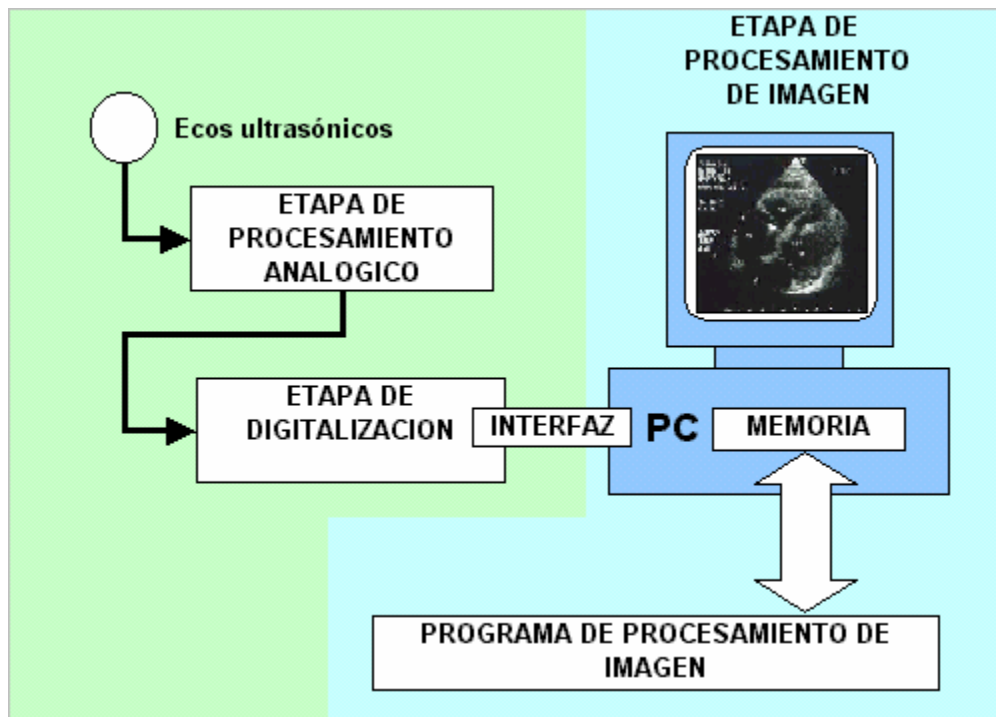 ETAPA DE
PROCESAMIENTO
DE IMAGEN
Ecos ultrasónicos
ETAPA DE
PROCESAMIENTO
ANALOGICO
ETAPA DE
DIGITALIZACION
INTERFAZ
PC
MEMORIA
PROGRAMA DE PROCESAMIENTO DE
IMAGEN